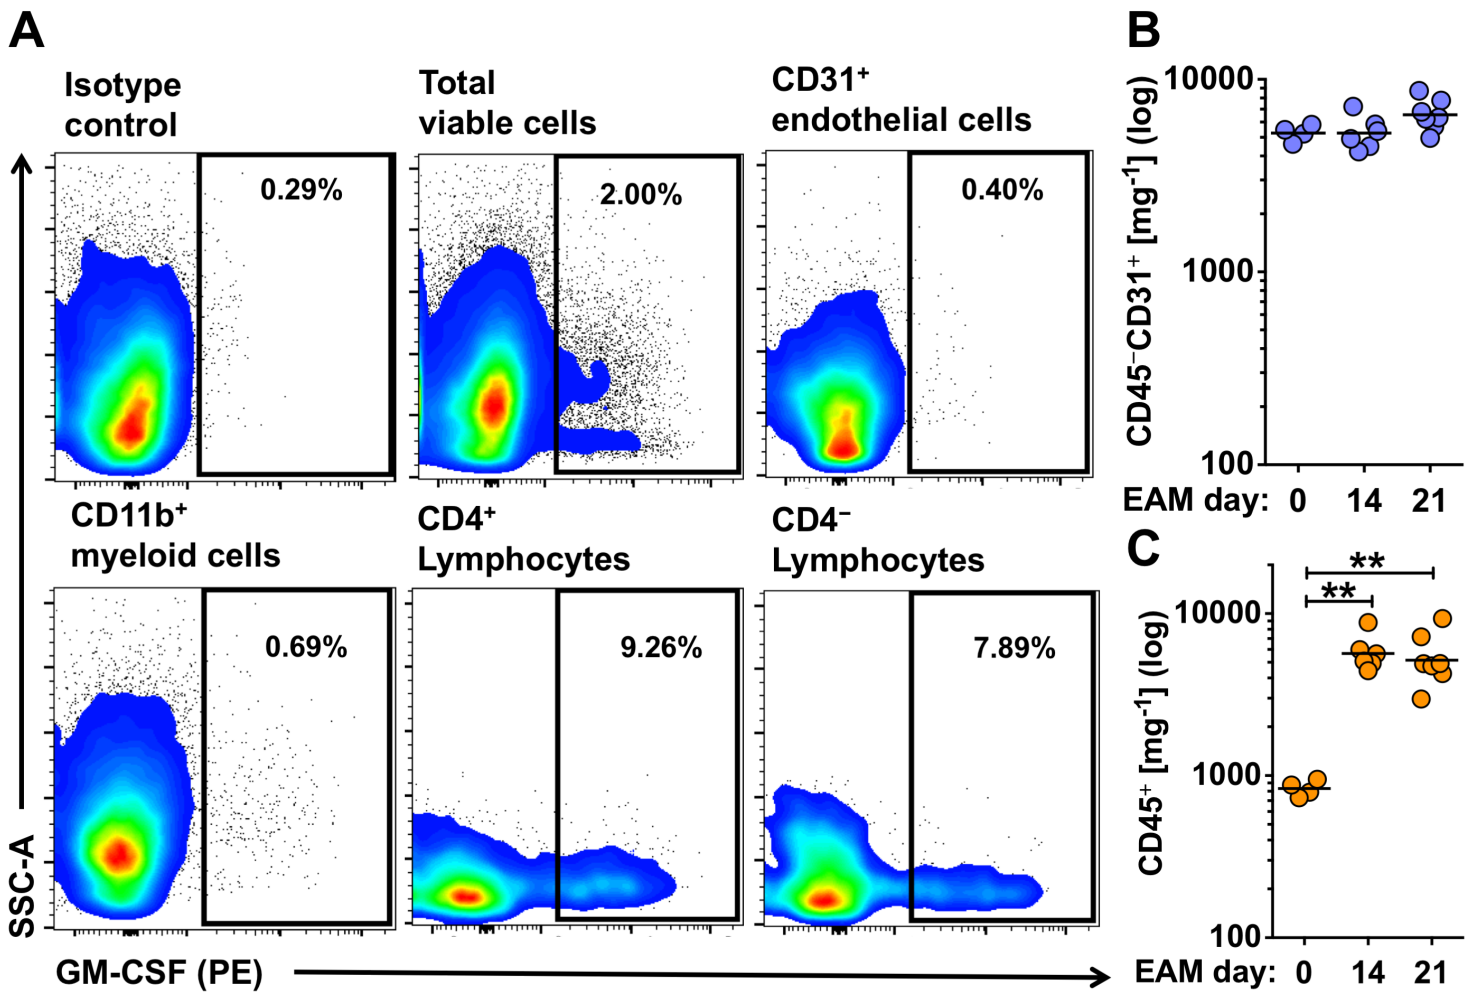 A
Isotype
control
0.29%
Total
viable cells
2.00%
CD31⁺
endothelial cells
0.40%
CD11b⁺
myeloid cells
0.69%
CD4⁺
Lymphocytes
9.26%
CD4⁻
Lymphocytes
7.89%
SSC-A
GM-CSF (PE)
B
CD45⁻CD31⁺ [mg⁻¹] (log)
10000
1000
100
EAM day: 0 14 21
C
CD45⁺ [mg⁻¹] (log)
**
**
10000
1000
100
EAM day: 0 14 21